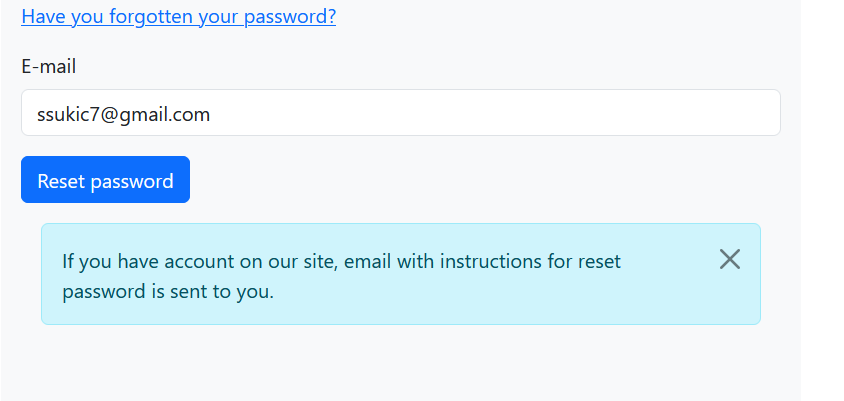 Have you forgotten your password?
E-mail
ssukic7@gmail.com
Reset password
If you have account on our site, email with instructions for reset
password is sent to you.